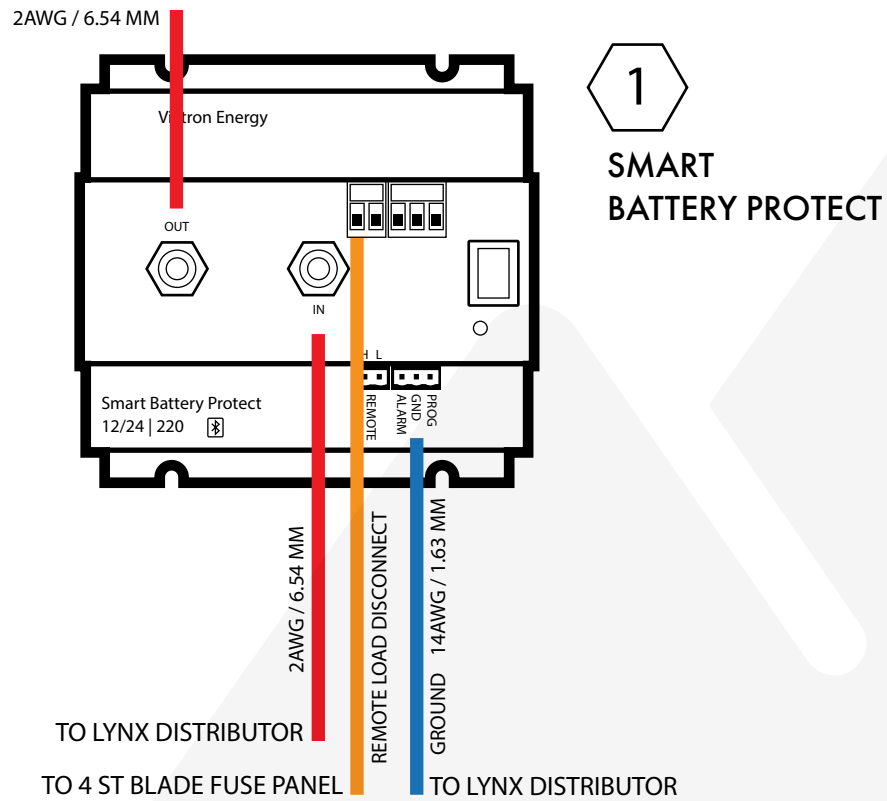 2AWG / 6.54 MM
1
SMART
BATTERY PROTECT
Victron Energy
OUT
IN
H L
Smart Battery Protect
12/24 | 220
REMOTE
ALARM
GND
PROG
2AWG / 6.54 MM
REMOTE LOAD DISCONNECT
GROUND 14AWG / 1.63 MM
TO LYNX DISTRIBUTOR
TO 4 ST BLADE FUSE PANEL
TO LYNX DISTRIBUTOR